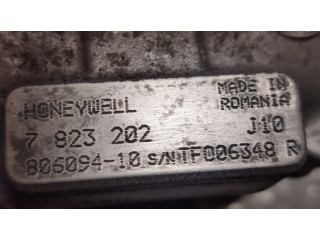 HONEYWELL MADE IN
ROMANIA
7 823 202 J10
806094-10 S/N TF006348 R